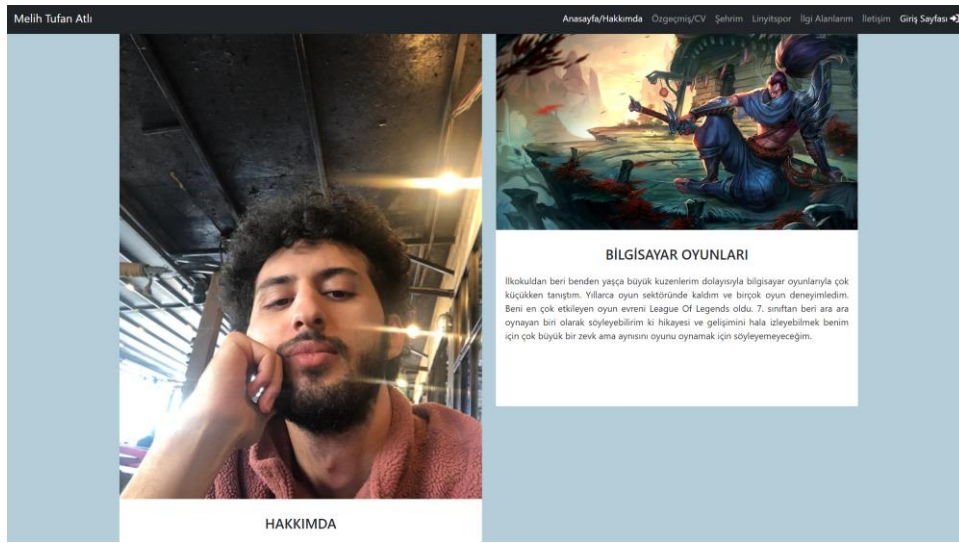 Melih Tufan Atlı
Anasayfa/Hakkımda Özgeçmiş/CV Şehrim Linyitspor İlgi Alanlarım İletişim Giriş Sayfası
HAKKIMDA
BİLGİSAYAR OYUNLARI
İlkokuldan beri benden yaşça büyük kuzenlerim dolayısıyla bilgisayar oyunlarıyla çok
küçükken tanıştım. Yıllarca oyun sektöründe kaldım ve birçok oyun deneyimledim.
Beni en çok etkileyen oyun evreni League Of Legends oldu. 7. sınıftan beri ara ara
oynayan biri olarak söyleyebilirim ki hikayesi ve gelişimini hala izleyebilmek benim
için çok büyük bir zevk ama aynısını oyunu oynamak için söyleyemeyeceğim.